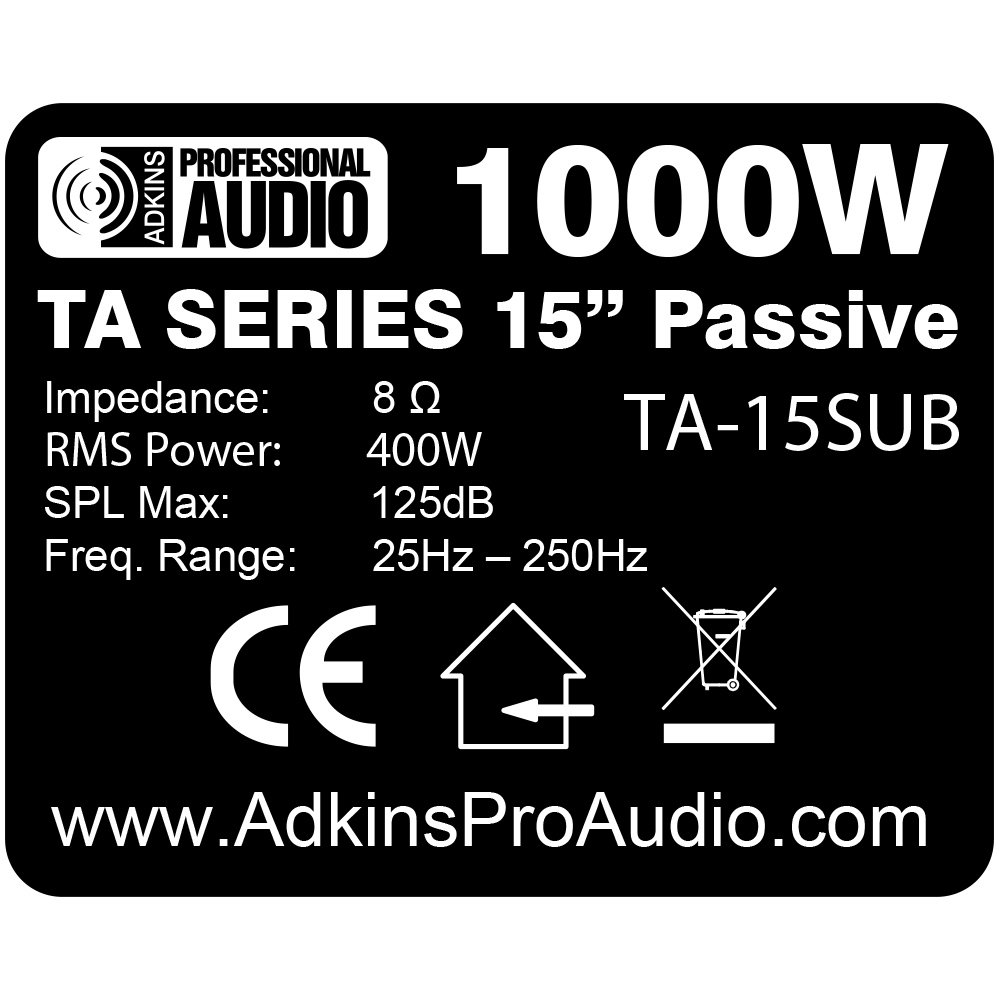 ADKINS
PROFESSIONAL
AUDIO
1000W
TA SERIES 15” Passive
Impedance: 8 Ω
RMS Power: 400W
SPL Max: 125dB
Freq. Range: 25Hz – 250Hz
TA-15SUB
CE
www.AdkinsProAudio.com